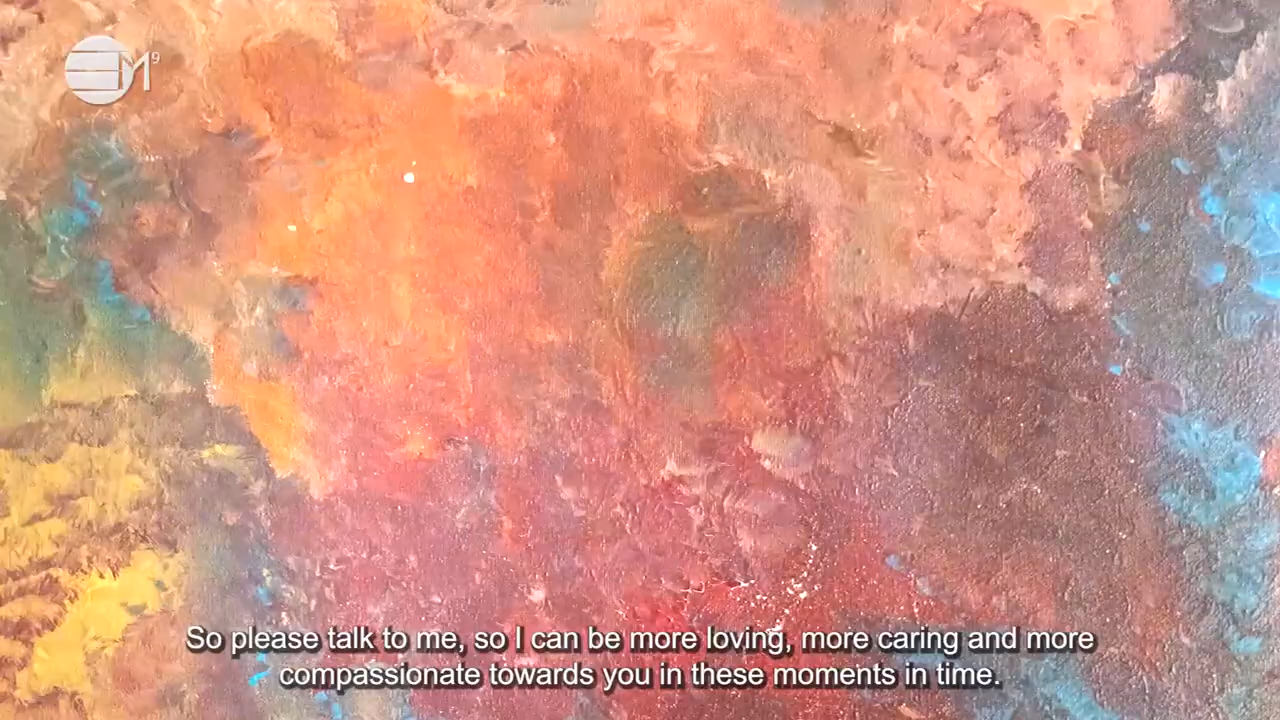 EM⁹
So please talk to me, so I can be more loving, more caring and more
compassionate towards you in these moments in time.